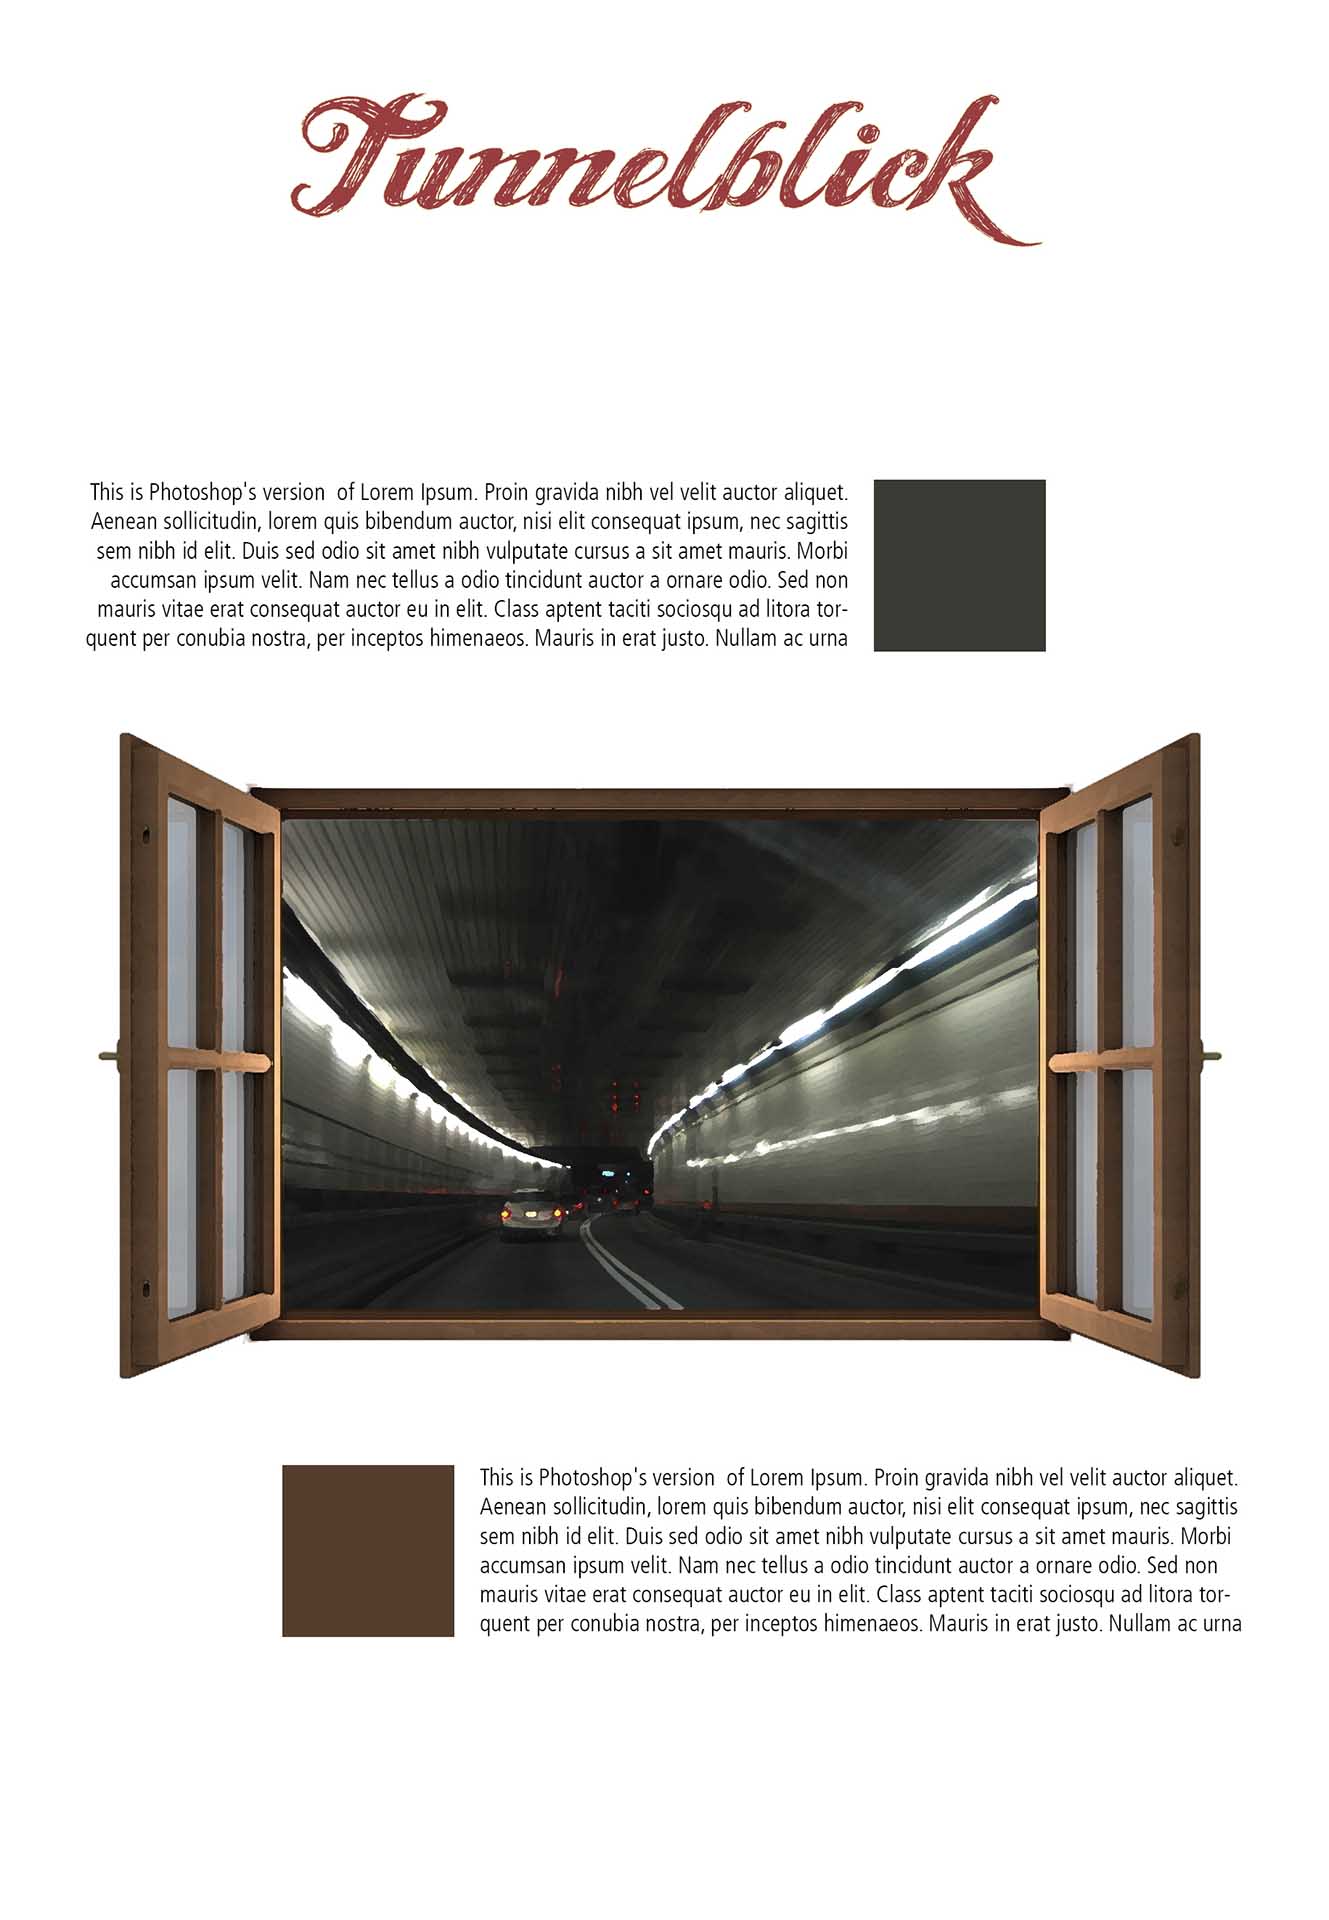 Tunnelblick
This is Photoshop's version  of Lorem Ipsum. Proin gravida nibh vel velit auctor aliquet.
Aenean sollicitudin, lorem quis bibendum auctor, nisi elit consequat ipsum, nec sagittis
sem nibh id elit. Duis sed odio sit amet nibh vulputate cursus a sit amet mauris. Morbi
accumsan ipsum velit. Nam nec tellus a odio tincidunt auctor a ornare odio. Sed non
mauris vitae erat consequat auctor eu in elit. Class aptent taciti sociosqu ad litora tor-
quent per conubia nostra, per inceptos himenaeos. Mauris in erat justo. Nullam ac urna
This is Photoshop's version  of Lorem Ipsum. Proin gravida nibh vel velit auctor aliquet.
Aenean sollicitudin, lorem quis bibendum auctor, nisi elit consequat ipsum, nec sagittis
sem nibh id elit. Duis sed odio sit amet nibh vulputate cursus a sit amet mauris. Morbi
accumsan ipsum velit. Nam nec tellus a odio tincidunt auctor a ornare odio. Sed non
mauris vitae erat consequat auctor eu in elit. Class aptent taciti sociosqu ad litora tor-
quent per conubia nostra, per inceptos himenaeos. Mauris in erat justo. Nullam ac urna